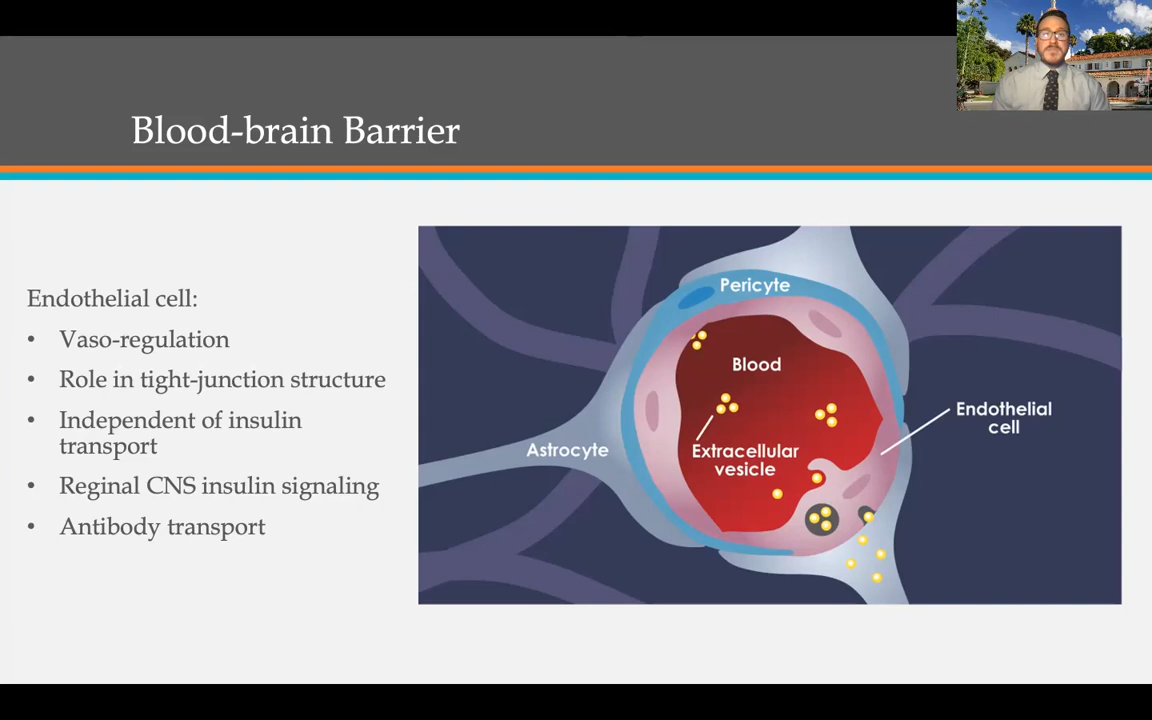 Blood-brain Barrier
Endothelial cell:
• Vaso-regulation
• Role in tight-junction structure
• Independent of insulin
transport
• Reginal CNS insulin signaling
• Antibody transport
Pericyte
Blood
Extracellular
vesicle
Astrocyte
Endothelial
cell